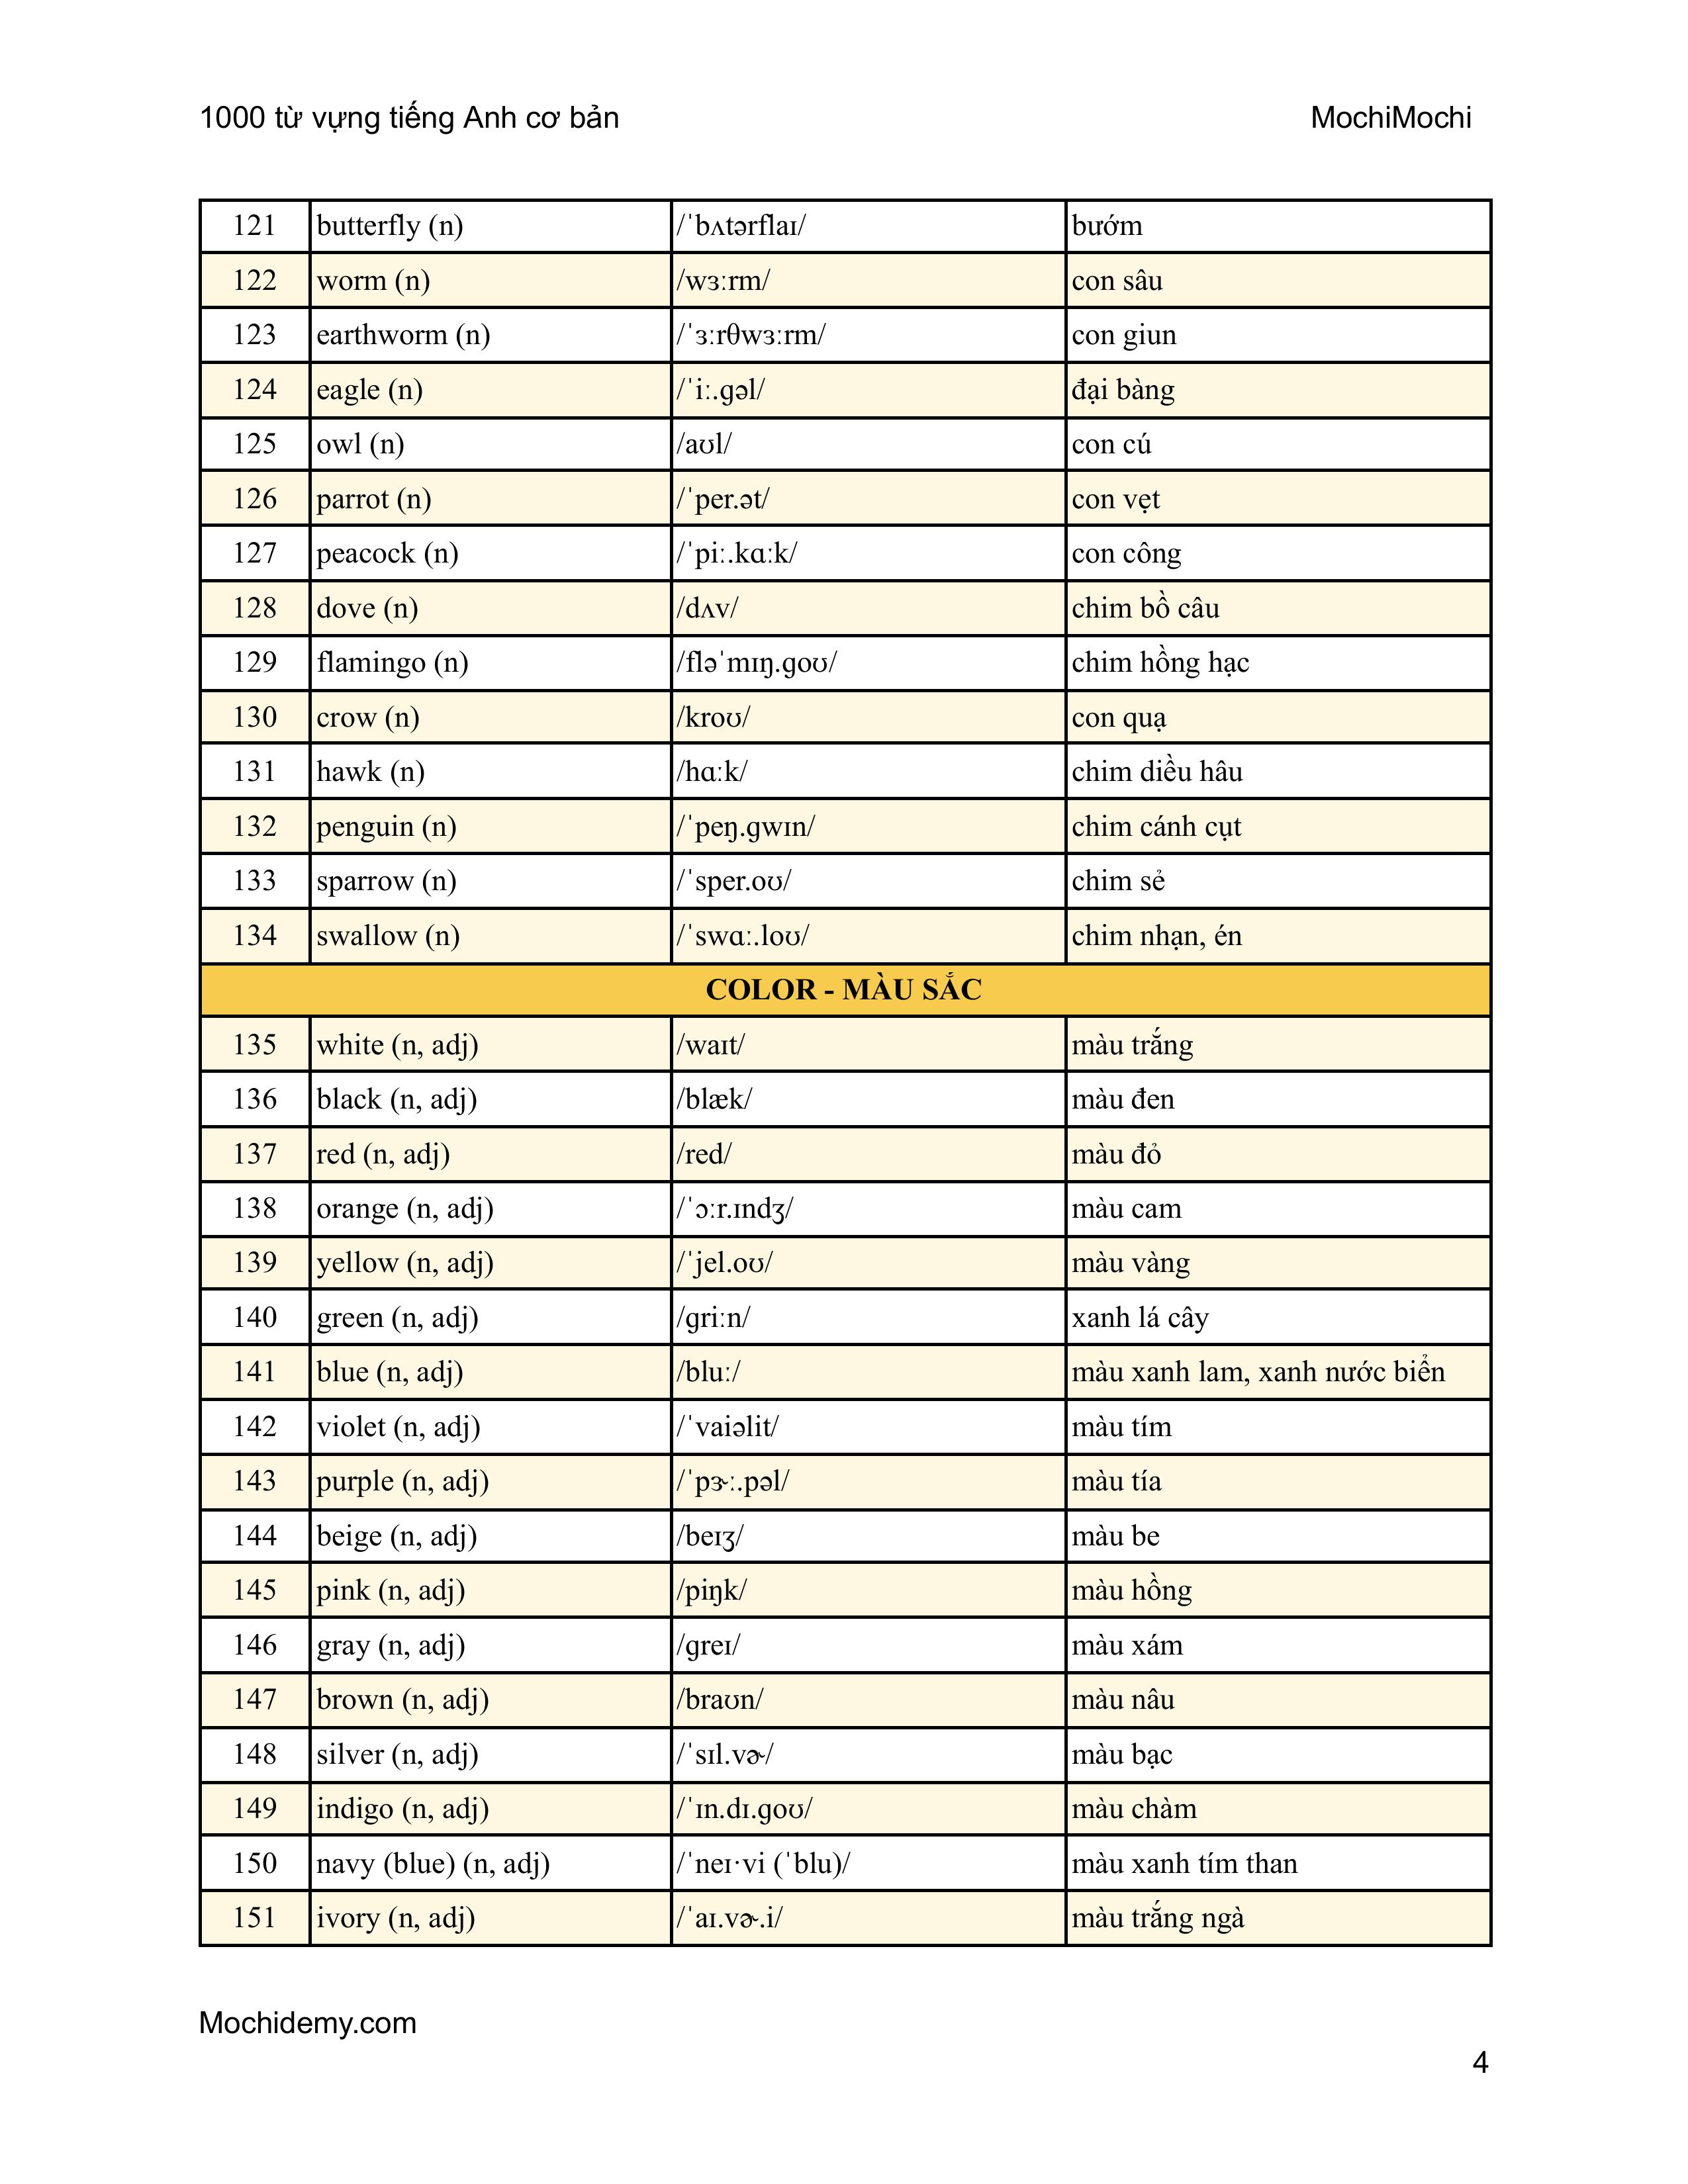 1000 từ vựng tiếng Anh cơ bản MochiMochi
121 butterfly (n) /ˈbʌtərflaɪ/ bướm
122 worm (n) /wɜːrm/ con sâu
123 earthworm (n) /ˈɜːrθwɜːrm/ con giun
124 eagle (n) /ˈiː.ɡəl/ đại bàng
125 owl (n) /aʊl/ con cú
126 parrot (n) /ˈper.ət/ con vẹt
127 peacock (n) /ˈpiː.kɑːk/ con công
128 dove (n) /dʌv/ chim bồ câu
129 flamingo (n) /fləˈmɪŋ.ɡoʊ/ chim hồng hạc
130 crow (n) /kroʊ/ con quạ
131 hawk (n) /hɑːk/ chim diều hâu
132 penguin (n) /ˈpeŋ.ɡwɪn/ chim cánh cụt
133 sparrow (n) /ˈsper.oʊ/ chim sẻ
134 swallow (n) /ˈswɑː.loʊ/ chim nhạn, én
COLOR - MÀU SẮC
135 white (n, adj) /waɪt/ màu trắng
136 black (n, adj) /blæk/ màu đen
137 red (n, adj) /red/ màu đỏ
138 orange (n, adj) /ˈɔːr.ɪndʒ/ màu cam
139 yellow (n, adj) /ˈjel.oʊ/ màu vàng
140 green (n, adj) /ɡriːn/ xanh lá cây
141 blue (n, adj) /bluː/ màu xanh lam, xanh nước biển
142 violet (n, adj) /ˈvaiəlit/ màu tím
143 purple (n, adj) /ˈpɝː.pəl/ màu tía
144 beige (n, adj) /beɪʒ/ màu be
145 pink (n, adj) /piŋk/ màu hồng
146 gray (n, adj) /ɡreɪ/ màu xám
147 brown (n, adj) /braʊn/ màu nâu
148 silver (n, adj) /ˈsɪl.vɚ/ màu bạc
149 indigo (n, adj) /ˈɪn.dɪ.ɡoʊ/ màu chàm
150 navy (blue) (n, adj) /ˈneɪ·vi (ˈblu)/ màu xanh tím than
151 ivory (n, adj) /ˈaɪ.vɚ.i/ màu trắng ngà
Mochidemy.com
4